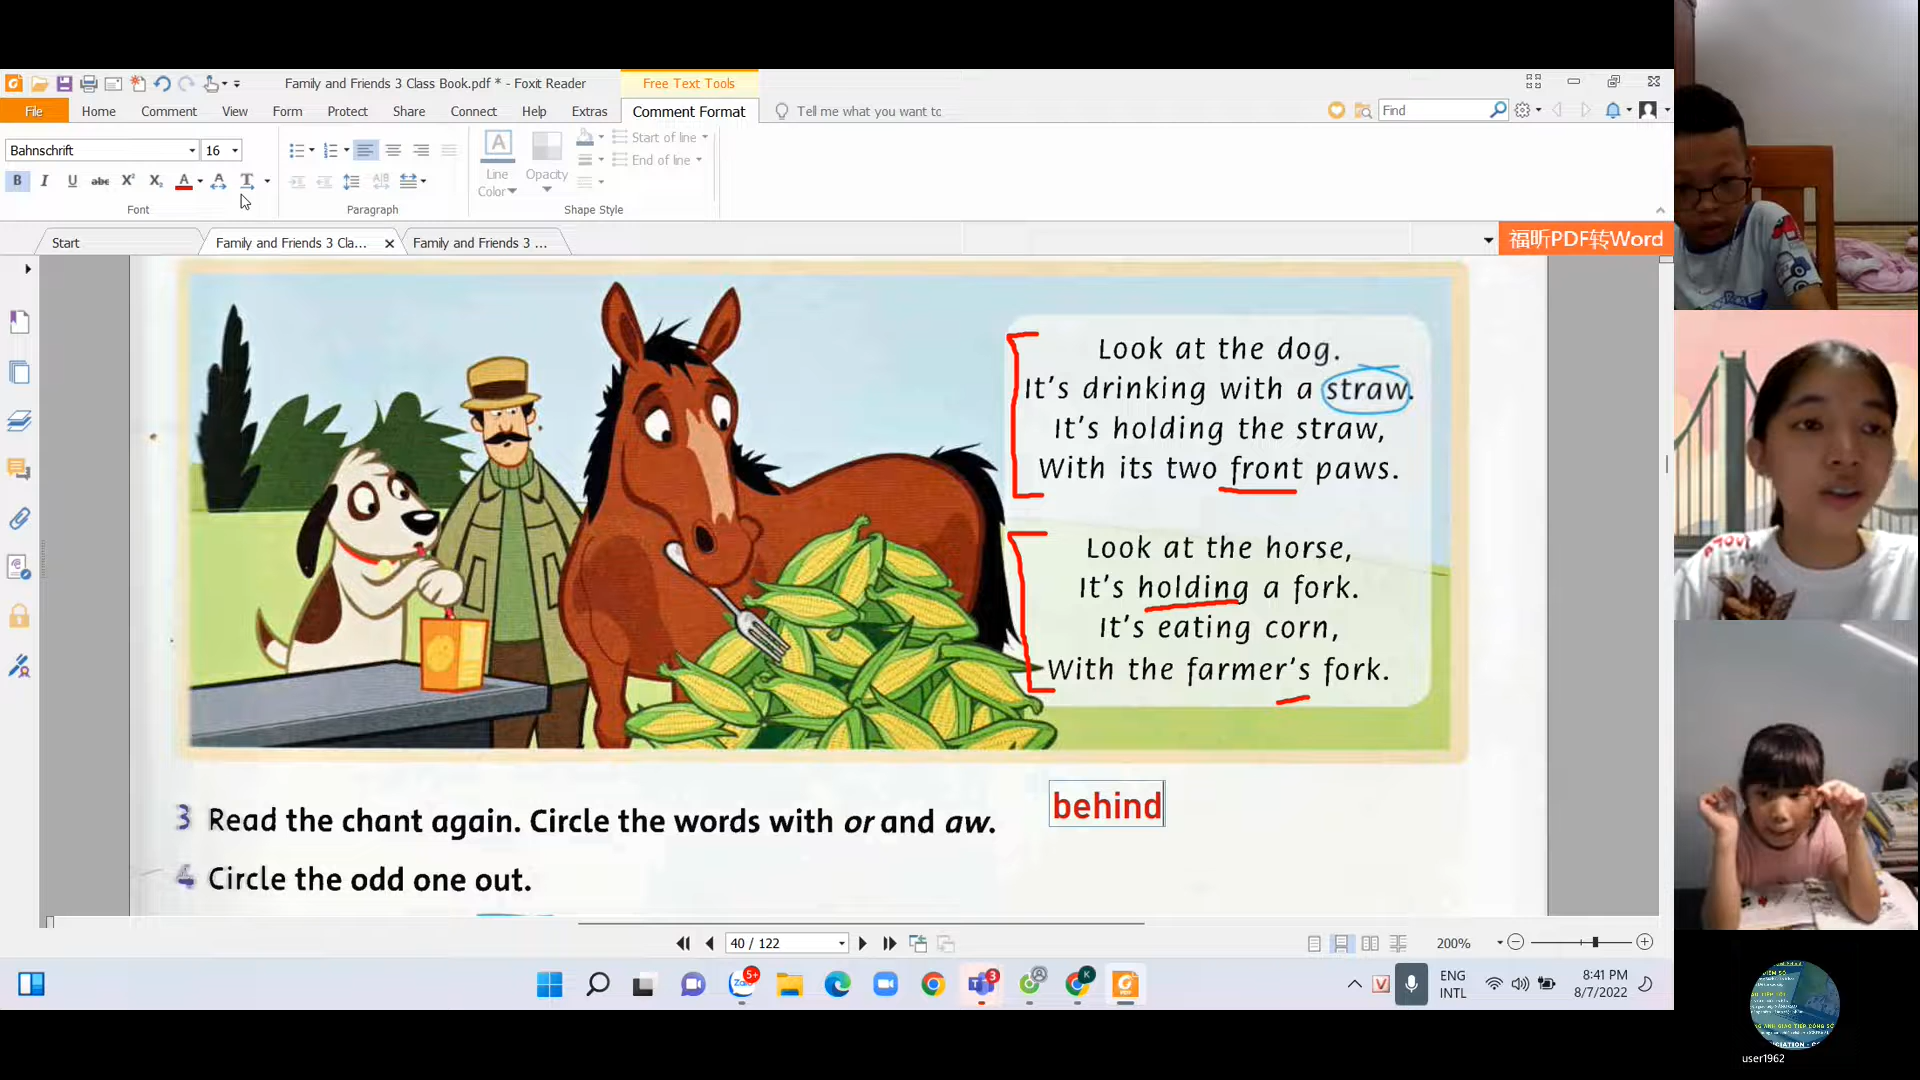 Family and Friends 3 Class Book.pdf * - Foxit Reader
Free Text Tools
File
Home
Comment
View
Form
Protect
Share
Connect
Help
Extras
Comment Format
Tell me what you want to
Find
Bahnschrift
16
Start of line
End of line
Line
Color
Opacity
Font
Paragraph
Shape Style
Start
Family and Friends 3 Cla...
Family and Friends 3 ...
福昕PDF转Word
Look at the dog.
It's drinking with a straw.
It's holding the straw,
With its two front paws.
Look at the horse,
It's holding a fork.
It's eating corn,
With the farmer's fork.
behind
3 Read the chant again. Circle the words with or and aw.
4 Circle the odd one out.
40 / 122
200%
5+
Zalo
3
K
V
ENG
INTL
8:41 PM
8/7/2022
user1962